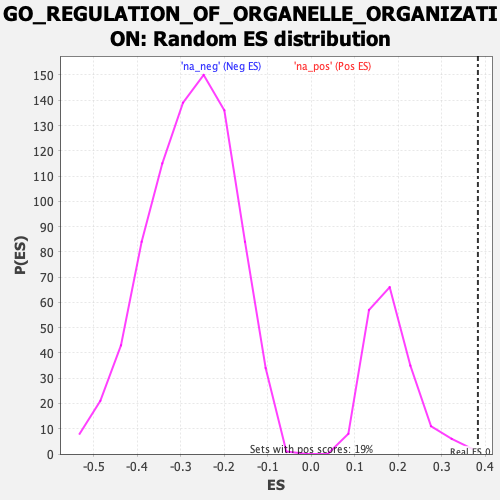 GO_REGULATION_OF_ORGANELLE_ORGANIZATI
ON: Random ES distribution
'na_neg' (Neg ES) 'na_pos' (Pos ES)
150
140
130
120
110
100
90
80
70
60
50
40
30
20
10
0
P(ES)
Sets with pos scores: 19%
Real ES 0
-0.5 -0.4 -0.3 -0.2 -0.1 0.0 0.1 0.2 0.3 0.4
ES